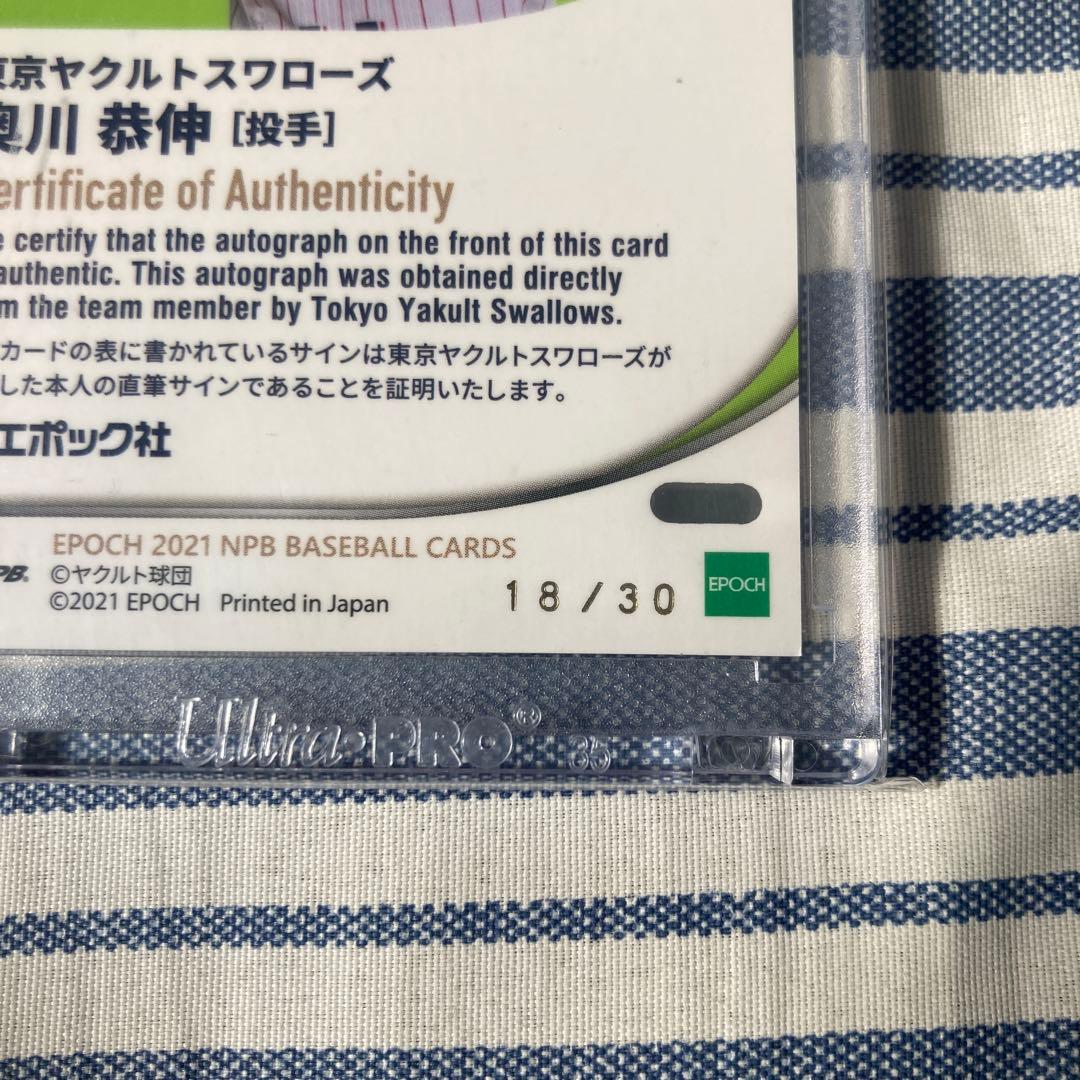 東京ヤクルトスワローズ
奥川 恭伸 [投手]
ertificate of Authenticity
e certify that the autograph on the front of this card
authentic. This autograph was obtained directly
m the team member by Tokyo Yakult Swallows.
カードの表に書かれているサインは東京ヤクルトスワローズが
した本人の直筆サインであることを証明いたします。
エポック社
EPOCH 2021 NPB BASEBALL CARDS
PB. ©ヤクルト球団
©2021 EPOCH Printed in Japan
18/30
EPOCH
Ultra•PRO® 35